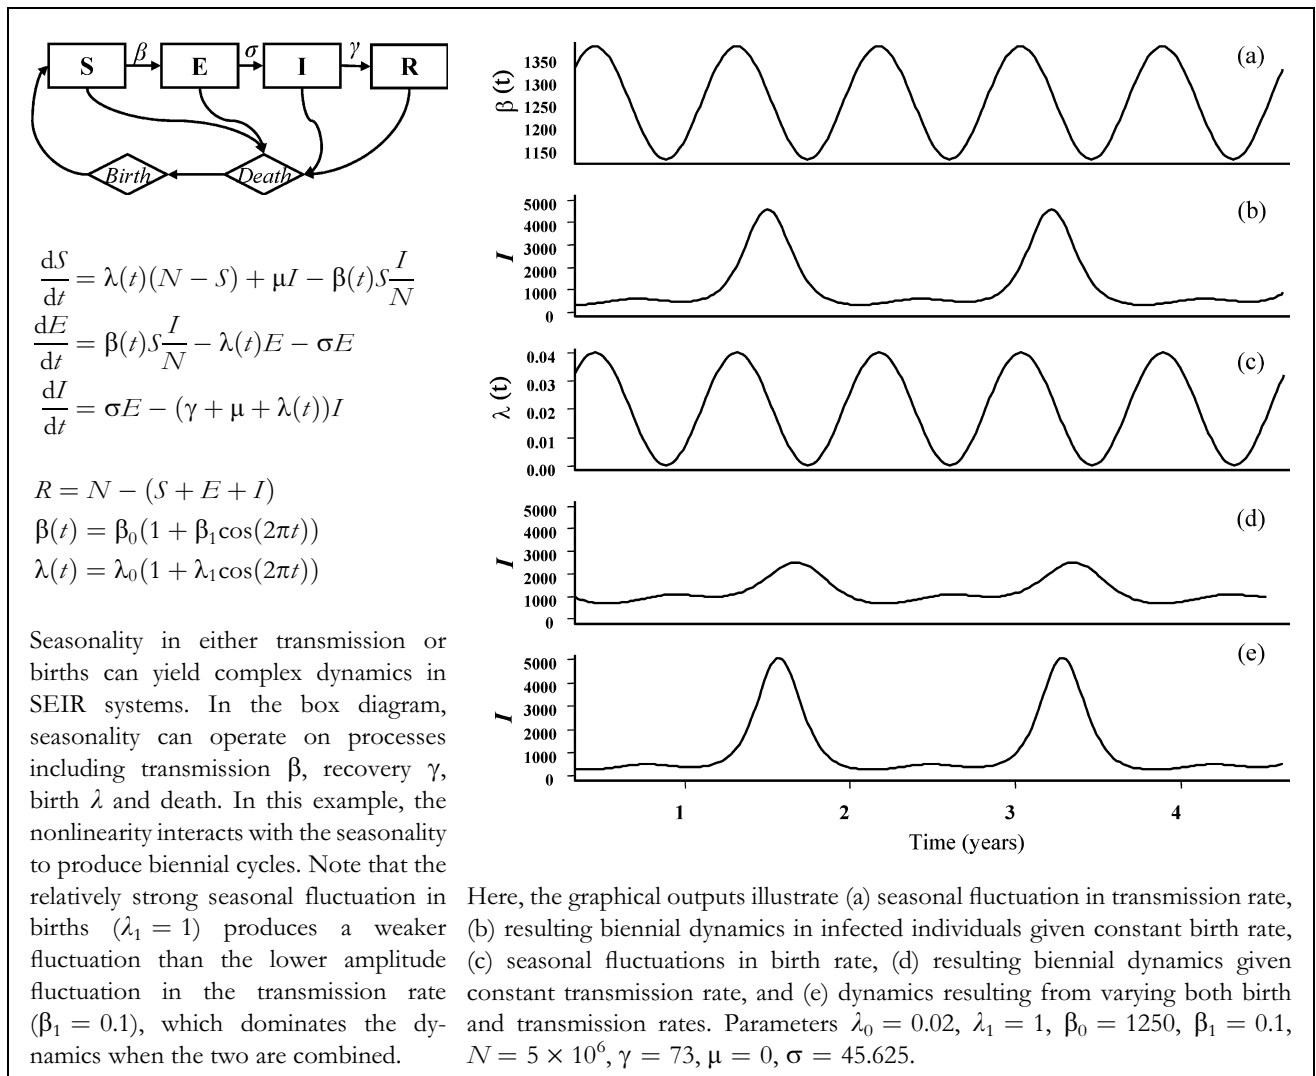 S β E σ I γ R
Birth Death
dS/dt = λ(t)(N − S) + μI − β(t)S I/N
dE/dt = β(t)S I/N − λ(t)E − σE
dI/dt = σE − (γ + μ + λ(t))I
R = N − (S + E + I)
β(t) = β₀(1 + β₁cos(2πt))
λ(t) = λ₀(1 + λ₁cos(2πt))
Seasonality in either transmission or
births can yield complex dynamics in
SEIR systems. In the box diagram,
seasonality can operate on processes
including transmission β, recovery γ,
birth λ and death. In this example, the
nonlinearity interacts with the seasonality
to produce biennial cycles. Note that the
relatively strong seasonal fluctuation in
births (λ₁ = 1) produces a weaker
fluctuation than the lower amplitude
fluctuation in the transmission rate
(β₁ = 0.1), which dominates the dy-
namics when the two are combined.
(a)
β (t)
1350
1300
1250
1200
1150
(b)
I
5000
4000
3000
2000
1000
0
(c)
λ (t)
0.04
0.03
0.02
0.01
0.00
(d)
I
5000
4000
3000
2000
1000
0
(e)
I
5000
4000
3000
2000
1000
0
1 2 3 4
Time (years)
Here, the graphical outputs illustrate (a) seasonal fluctuation in transmission rate,
(b) resulting biennial dynamics in infected individuals given constant birth rate,
(c) seasonal fluctuations in birth rate, (d) resulting biennial dynamics given
constant transmission rate, and (e) dynamics resulting from varying both birth
and transmission rates. Parameters λ₀ = 0.02, λ₁ = 1, β₀ = 1250, β₁ = 0.1,
N = 5 × 10⁶, γ = 73, μ = 0, σ = 45.625.